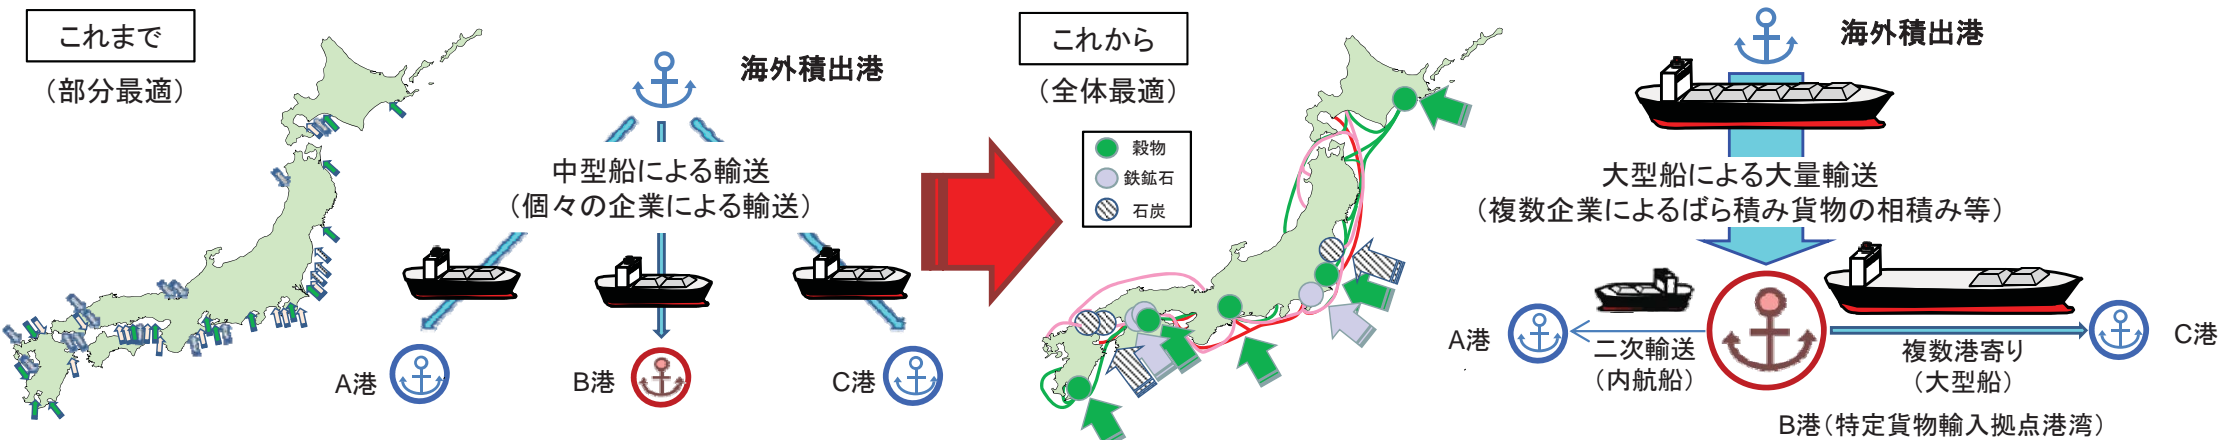 これまで
（部分最適）
海外積出港
中型船による輸送
（個々の企業による輸送）
A港
B港
C港
これから
（全体最適）
穀物
鉄鉱石
石炭
海外積出港
大型船による大量輸送
（複数企業によるばら積み貨物の相積み等）
A港
二次輸送
（内航船）
複数港寄り
（大型船）
C港
B港（特定貨物輸入拠点港湾）